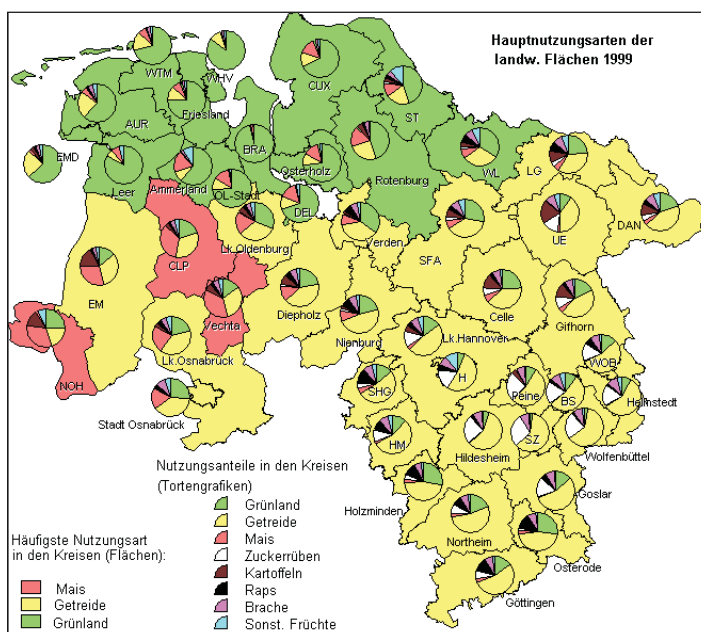 Hauptnutzungsarten der
landw. Flächen 1999
WTM
WHV
CUX
AUR
Friesland
ST
BRA
EMD
Leer
Ammerland
Osterholz
OL-Stadt
DEL
Rotenburg
WL
LG
Lk.Oldenburg
Verden
SFA
UE
DAN
CLP
EM
Vechta
Diepholz
Nienburg
Celle
Gifhorn
NOH
Lk.Osnabrück
Lk.Hannover
WOB
Stadt Osnabrück
SHG
H
Peine
BS
Helmstedt
HM
Hildesheim
SZ
Wolfenbüttel
Holzminden
Goslar
Northeim
Osterode
Göttingen
Nutzungsanteile in den Kreisen
(Tortengrafiken)
Grünland
Getreide
Mais
Zuckerrüben
Kartoffeln
Raps
Brache
Sonst. Früchte
Häufigste Nutzungsart
in den Kreisen (Flächen):
Mais
Getreide
Grünland